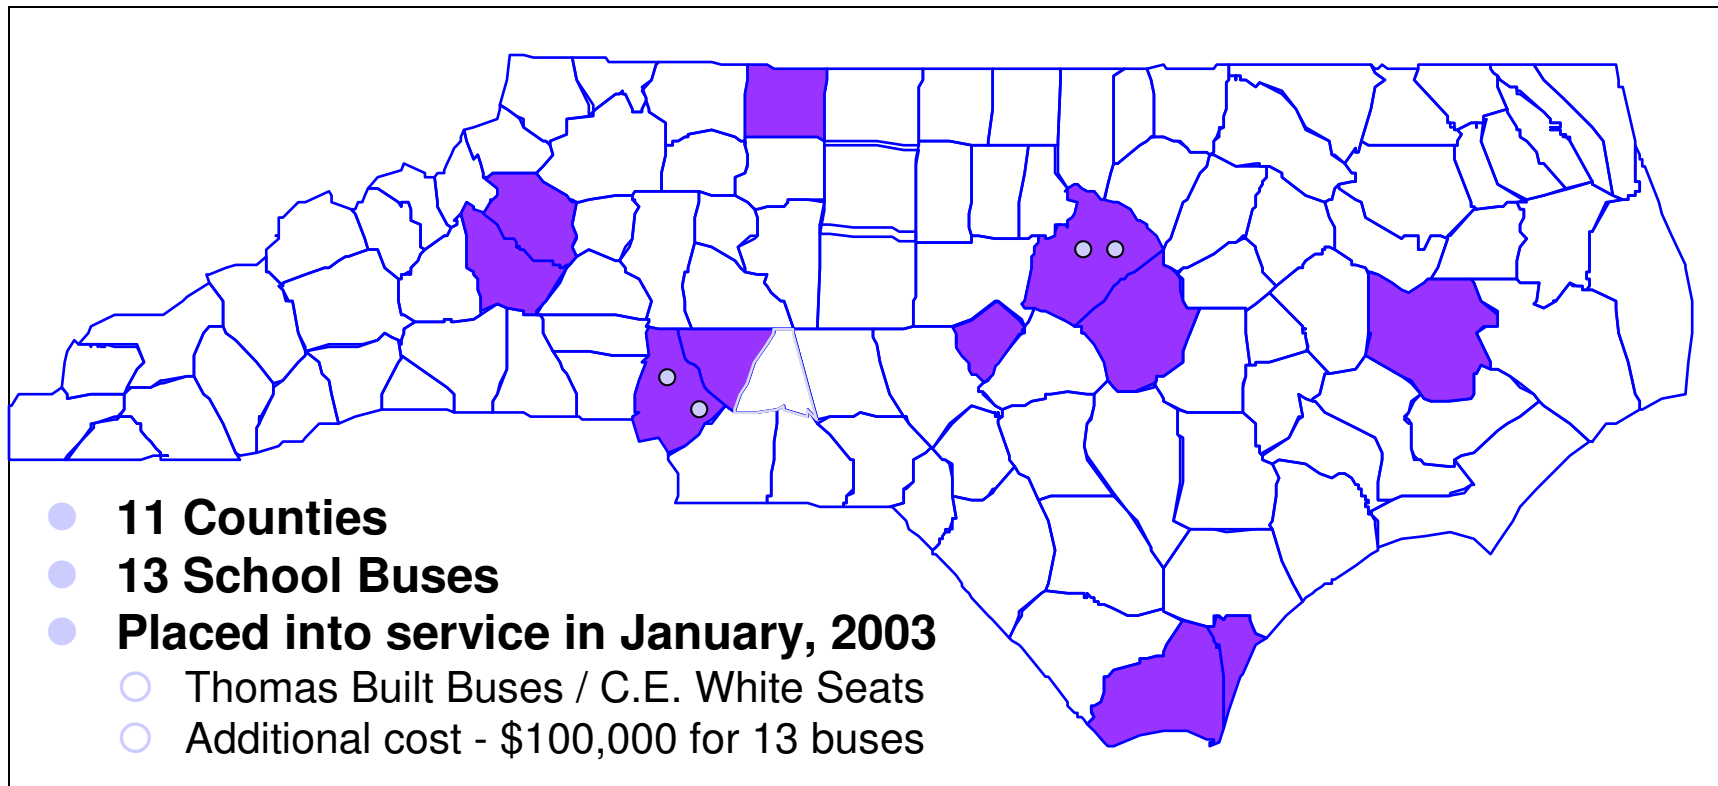 11 Counties
13 School Buses
Placed into service in January, 2003
Thomas Built Buses / C.E. White Seats
Additional cost - $100,000 for 13 buses